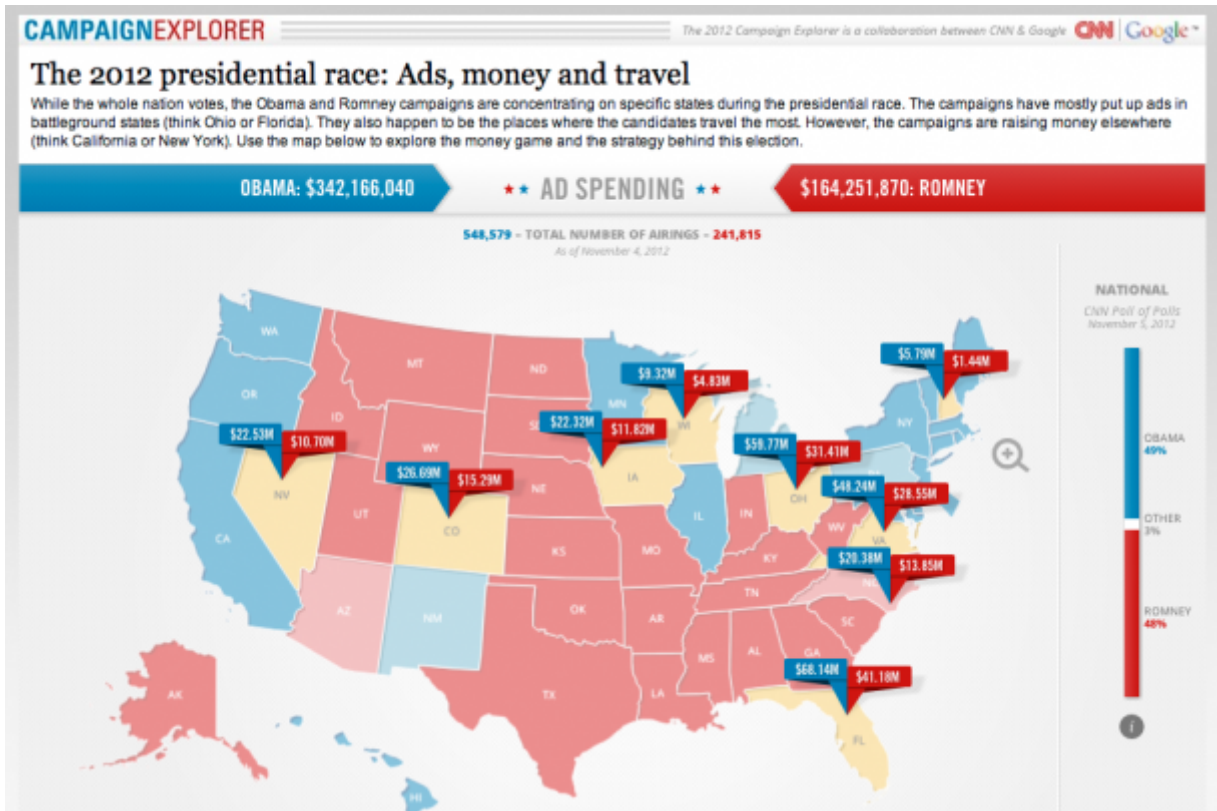 CAMPAIGNEXPLORER
The 2012 Campaign Explorer is a collaboration between CNN & Google CNN Google™
The 2012 presidential race: Ads, money and travel
While the whole nation votes, the Obama and Romney campaigns are concentrating on specific states during the presidential race. The campaigns have mostly put up ads in
battleground states (think Ohio or Florida). They also happen to be the places where the candidates travel the most. However, the campaigns are raising money elsewhere
(think California or New York). Use the map below to explore the money game and the strategy behind this election.
OBAMA: $342,166,040
AD SPENDING
$164,251,870: ROMNEY
548,579 – TOTAL NUMBER OF AIRINGS – 241,815
As of November 4, 2012
NATIONAL
CNN Poll of Polls
November 5, 2012
OBAMA
49%
OTHER
3%
ROMNEY
48%
i
WA
MT
ND
$5.79M
$1.44M
$9.32M
$4.83M
OR
ID
MN
WI
NY
$22.53M
$10.70M
WY
$22.32M
$11.82M
$59.77M
$31.41M
$26.69M
$15.29M
NE
IA
$48.24M
$28.55M
NV
UT
CO
IL
IN
OH
WV
VA
CA
KS
MO
KY
$20.38M
$13.85M
AZ
NM
OK
AR
TN
SC
MS
AL
GA
$68.14M
$41.18M
AK
TX
LA
FL
HI